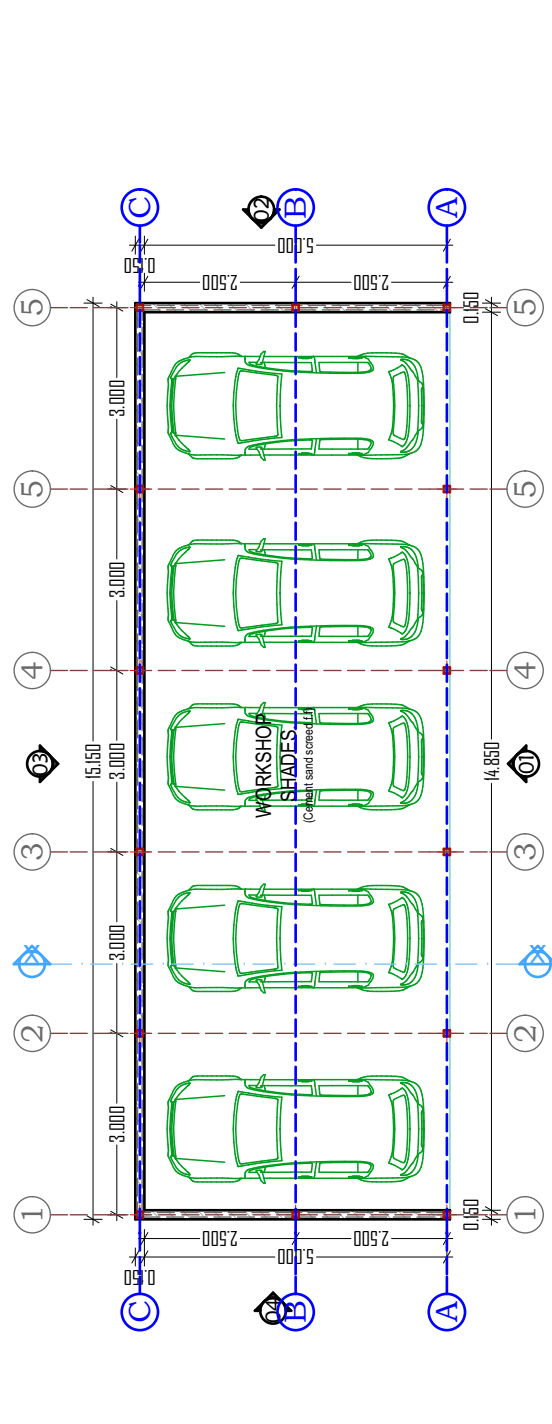 1 2 X 3 03 4 5 5
15.150
3.000 3.000 3.000 3.000 3.000
C 0.150 0.150 C
2.500 2.500
04 02
WORKSHOP
SHADES
(Cement sand screed f.f)
B 5.000 5.000 B
2.500 2.500
A A
0.150 14.850 0.150
1 2 X 3 01 4 5 5